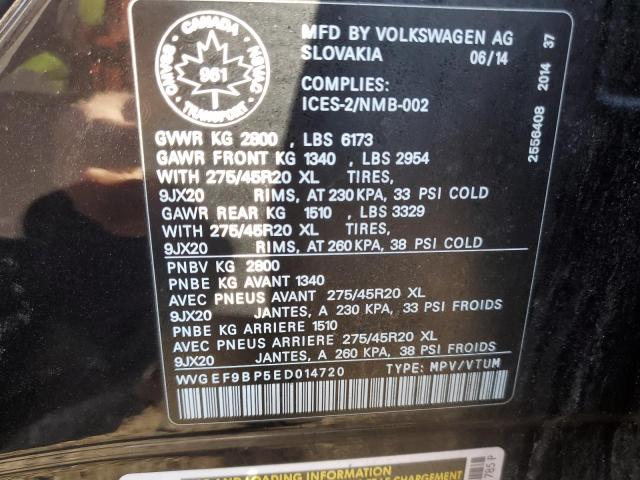 CANADA
961
TRANSPORT
MFD BY VOLKSWAGEN AG
SLOVAKIA 06/14
COMPLIES:
ICES-2/NMB-002
2556408 2014 37
GVWR KG 2800 , LBS 6173
GAWR FRONT KG 1340 , LBS 2954
WITH 275/45R20 XL TIRES,
9JX20 RIMS, AT 230 KPA, 33 PSI COLD
GAWR REAR KG 1510 , LBS 3329
WITH 275/45R20 XL TIRES,
9JX20 RIMS, AT 260 KPA, 38 PSI COLD
PNBV KG 2800
PNBE KG AVANT 1340
AVEC PNEUS AVANT 275/45R20 XL
9JX20 JANTES, A 230 KPA, 33 PSI FROIDS
PNBE KG ARRIERE 1510
AVEC PNEUS ARRIERE 275/45R20 XL
9JX20 JANTES, A 260 KPA, 38 PSI FROIDS
WVGEF9BP5ED014720 TYPE: MPV/VTUM
AND LOADING INFORMATION
CHARGEMENT
785 P